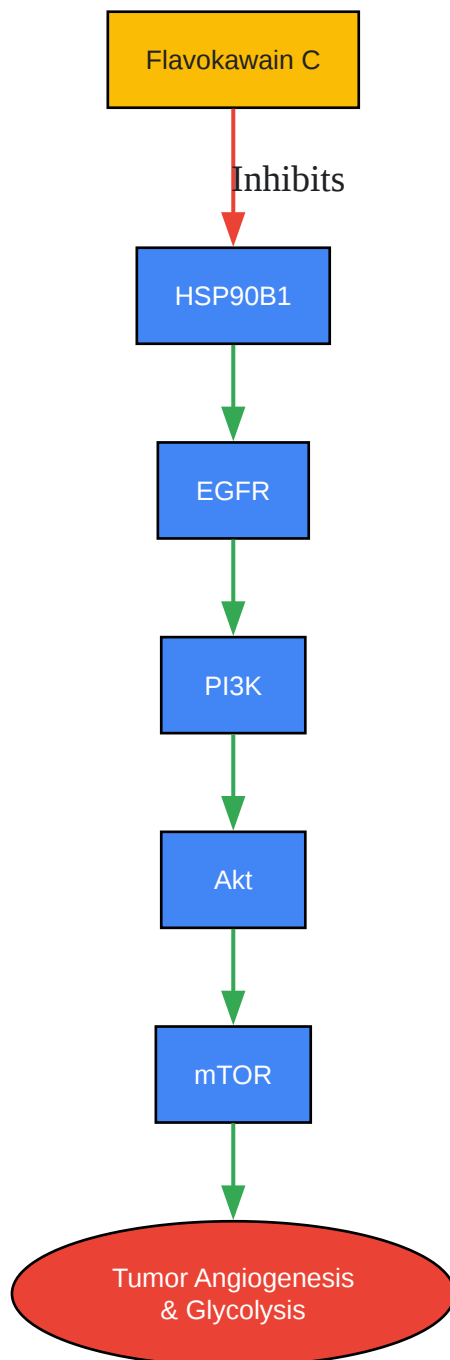 Flavokawain C
Inhibits
HSP90B1
EGFR
PI3K
Akt
mTOR
Tumor Angiogenesis
& Glycolysis